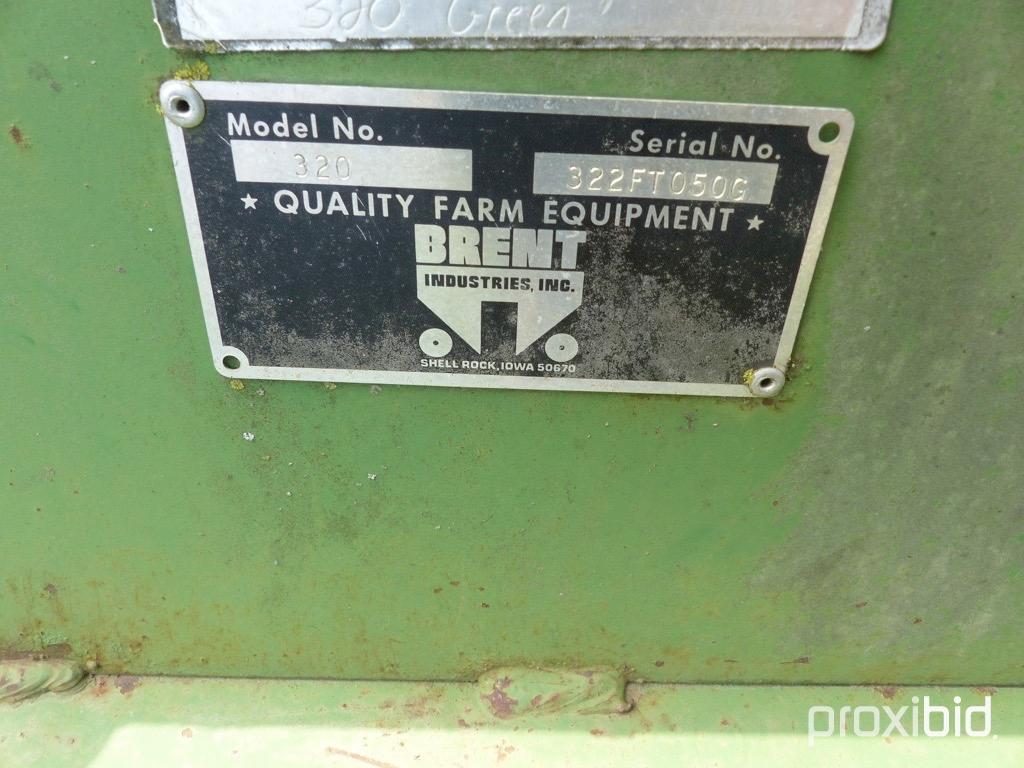 320 Green
Model No.
Serial No.
320
322FT050G
★ QUALITY FARM EQUIPMENT ★
BRENT
INDUSTRIES, INC.
SHELL ROCK, IOWA 50670
proxibid